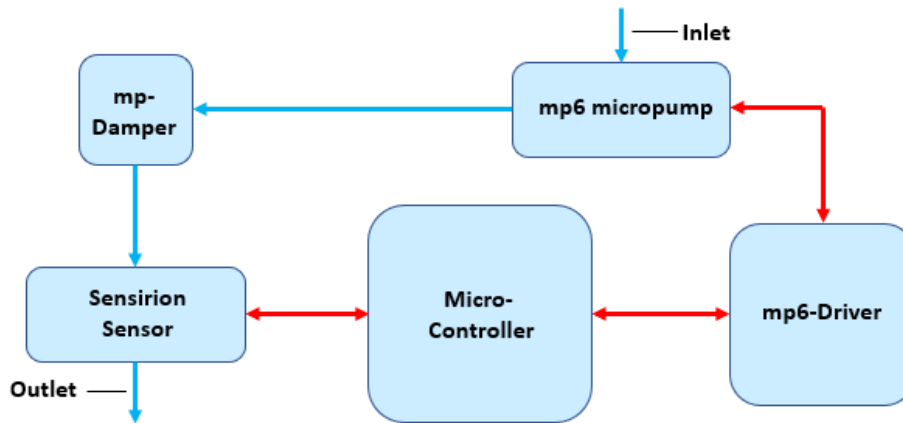 Inlet
mp-
Damper
mp6 micropump
Sensirion
Sensor
Micro-
Controller
mp6-Driver
Outlet